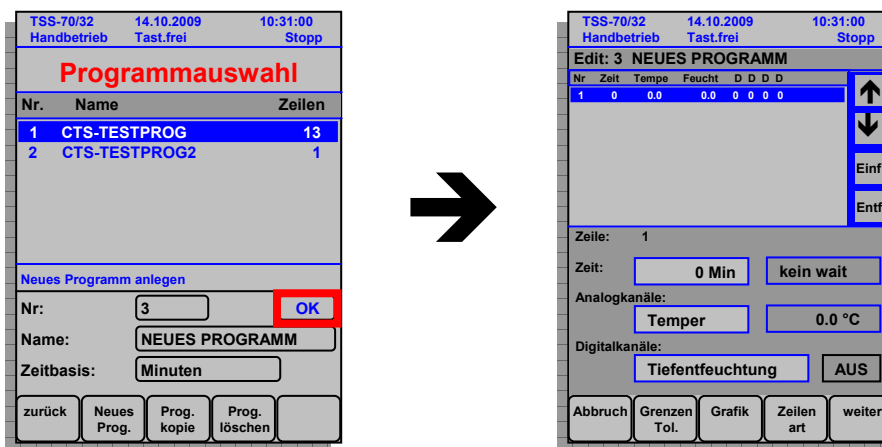 TSS-70/32 14.10.2009 10:31:00
Handbetrieb Tast.frei Stopp
Programmauswahl
Nr. Name Zeilen
1 CTS-TESTPROG 13
2 CTS-TESTPROG2 1
Neues Programm anlegen
Nr: 3 OK
Name: NEUES PROGRAMM
Zeitbasis: Minuten
zurück Neues Prog. Prog. kopie Prog. löschen
TSS-70/32 14.10.2009 10:31:00
Handbetrieb Tast.frei Stopp
Edit: 3 NEUES PROGRAMM
Nr Zeit Tempe Feucht D D D D
1 0 0.0 0.0 0 0 0 0
Einf
Entf
Zeile: 1
Zeit: 0 Min kein wait
Analogkanäle:
Temper 0.0 °C
Digitalkanäle:
Tiefentfeuchtung AUS
Abbruch Grenzen Tol. Grafik Zeilen art weiter